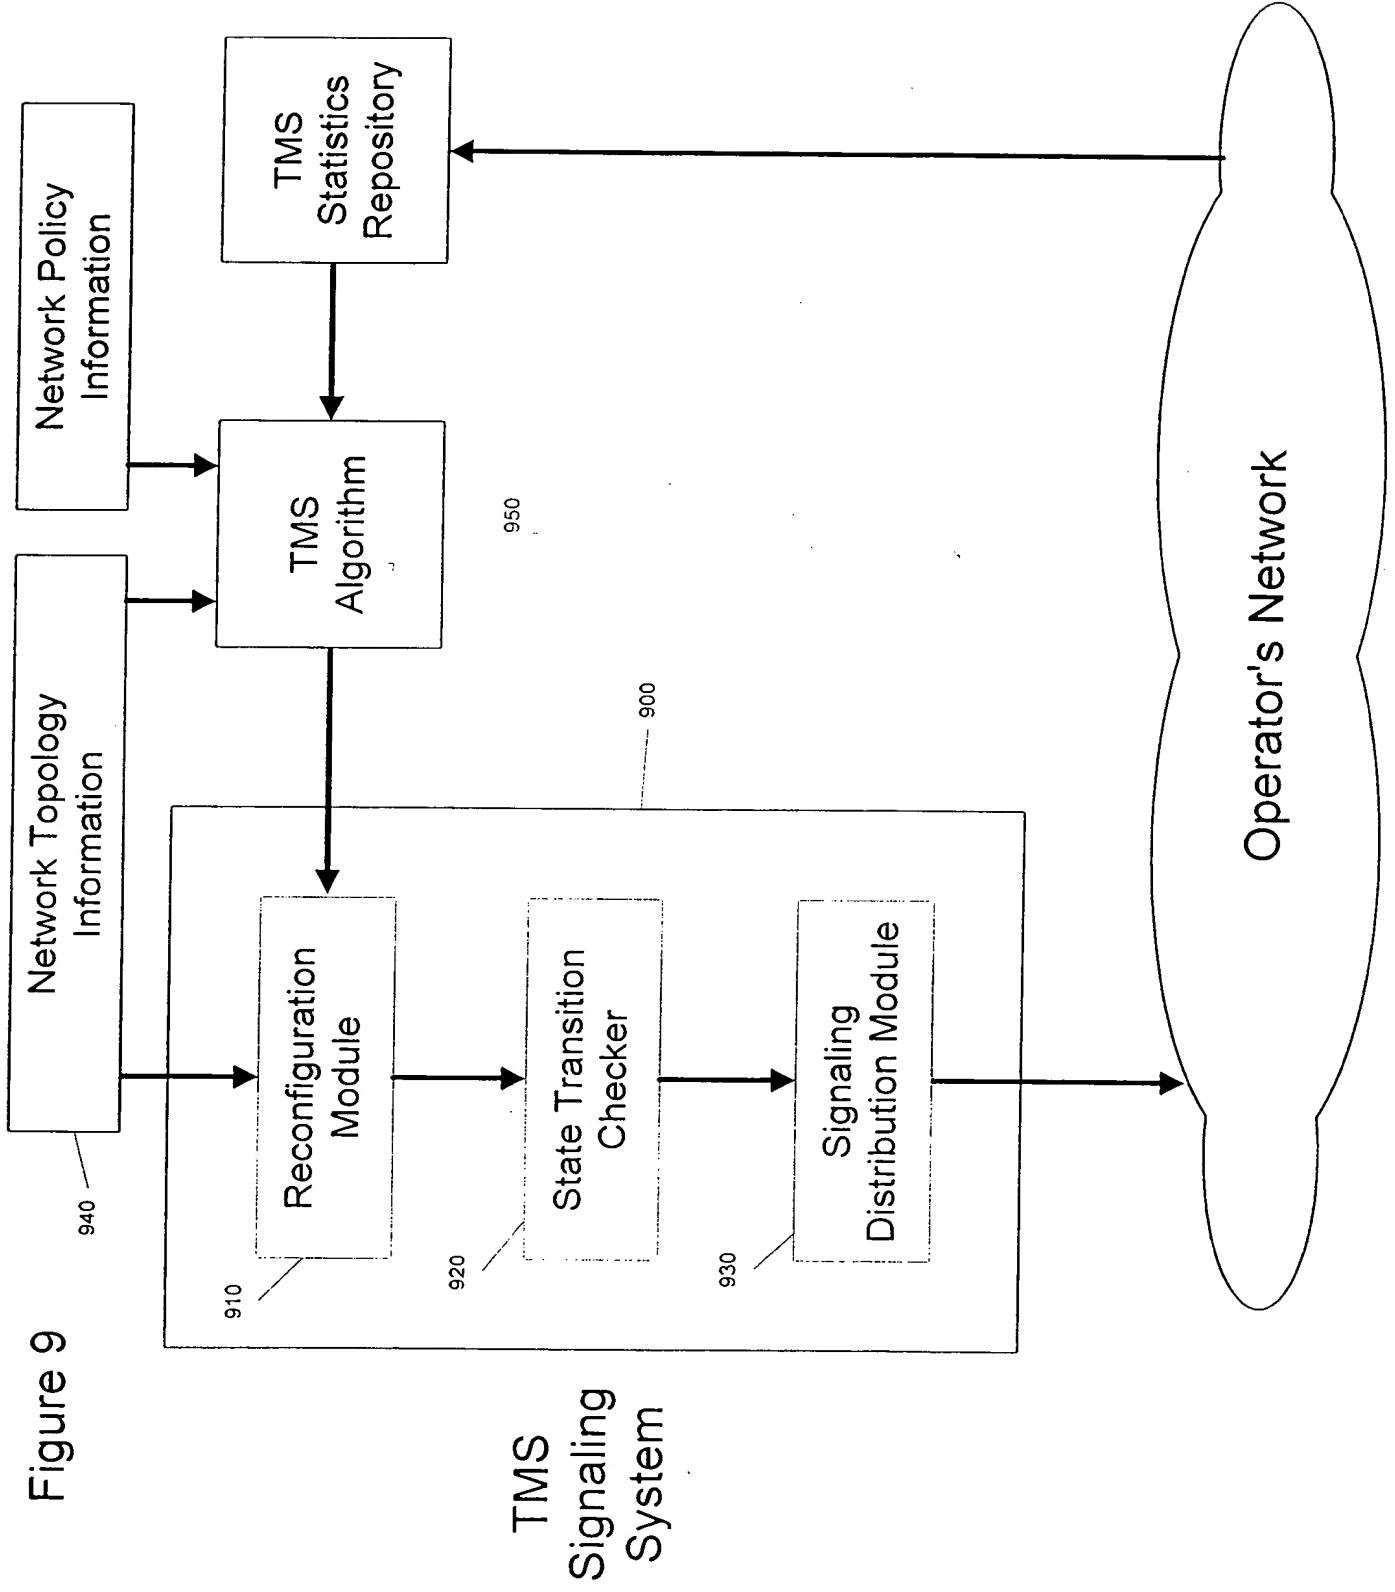 Figure 9
940
Network Topology
Information
Network Policy
Information
910
Reconfiguration
Module
TMS
Algorithm
950
TMS
Statistics
Repository
900
TMS
Signaling
System
920
State Transition
Checker
930
Signaling
Distribution Module
Operator's Network